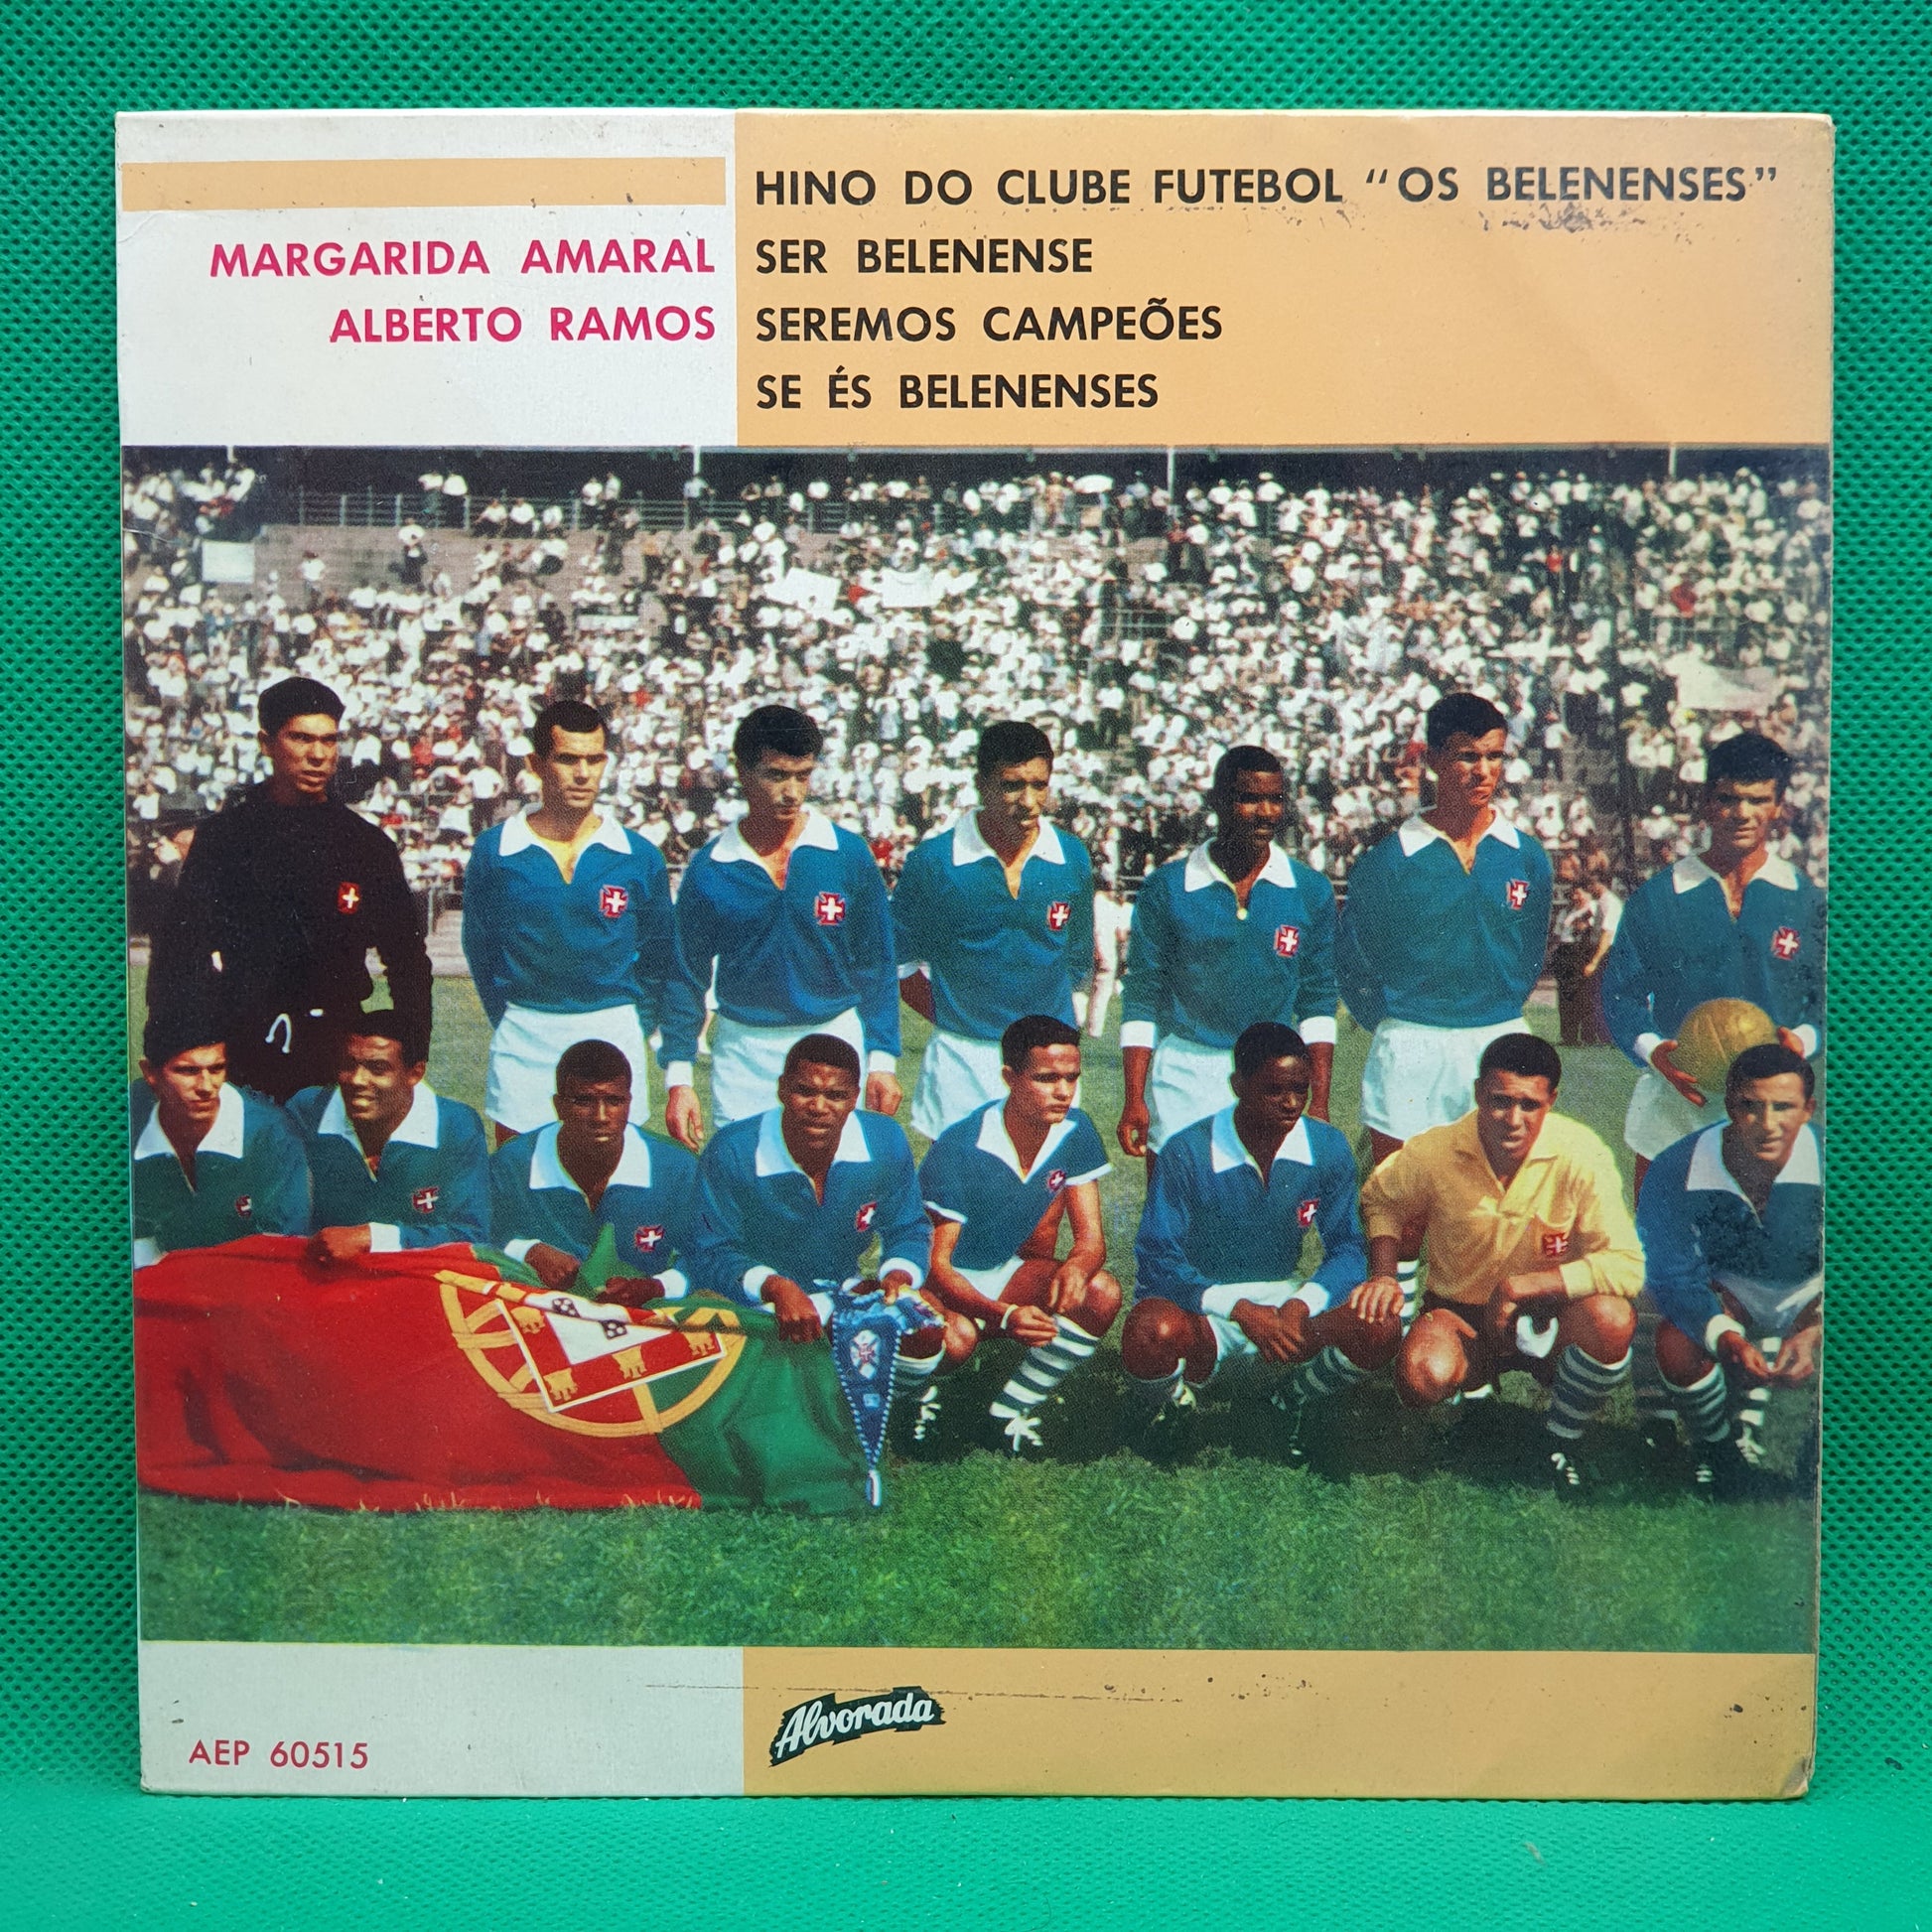 MARGARIDA AMARAL
ALBERTO RAMOS
HINO DO CLUBE FUTEBOL “OS BELENENSES”
SER BELENENSE
SEREMOS CAMPEÕES
SE ÉS BELENENSES
AEP 60515
Alvorada